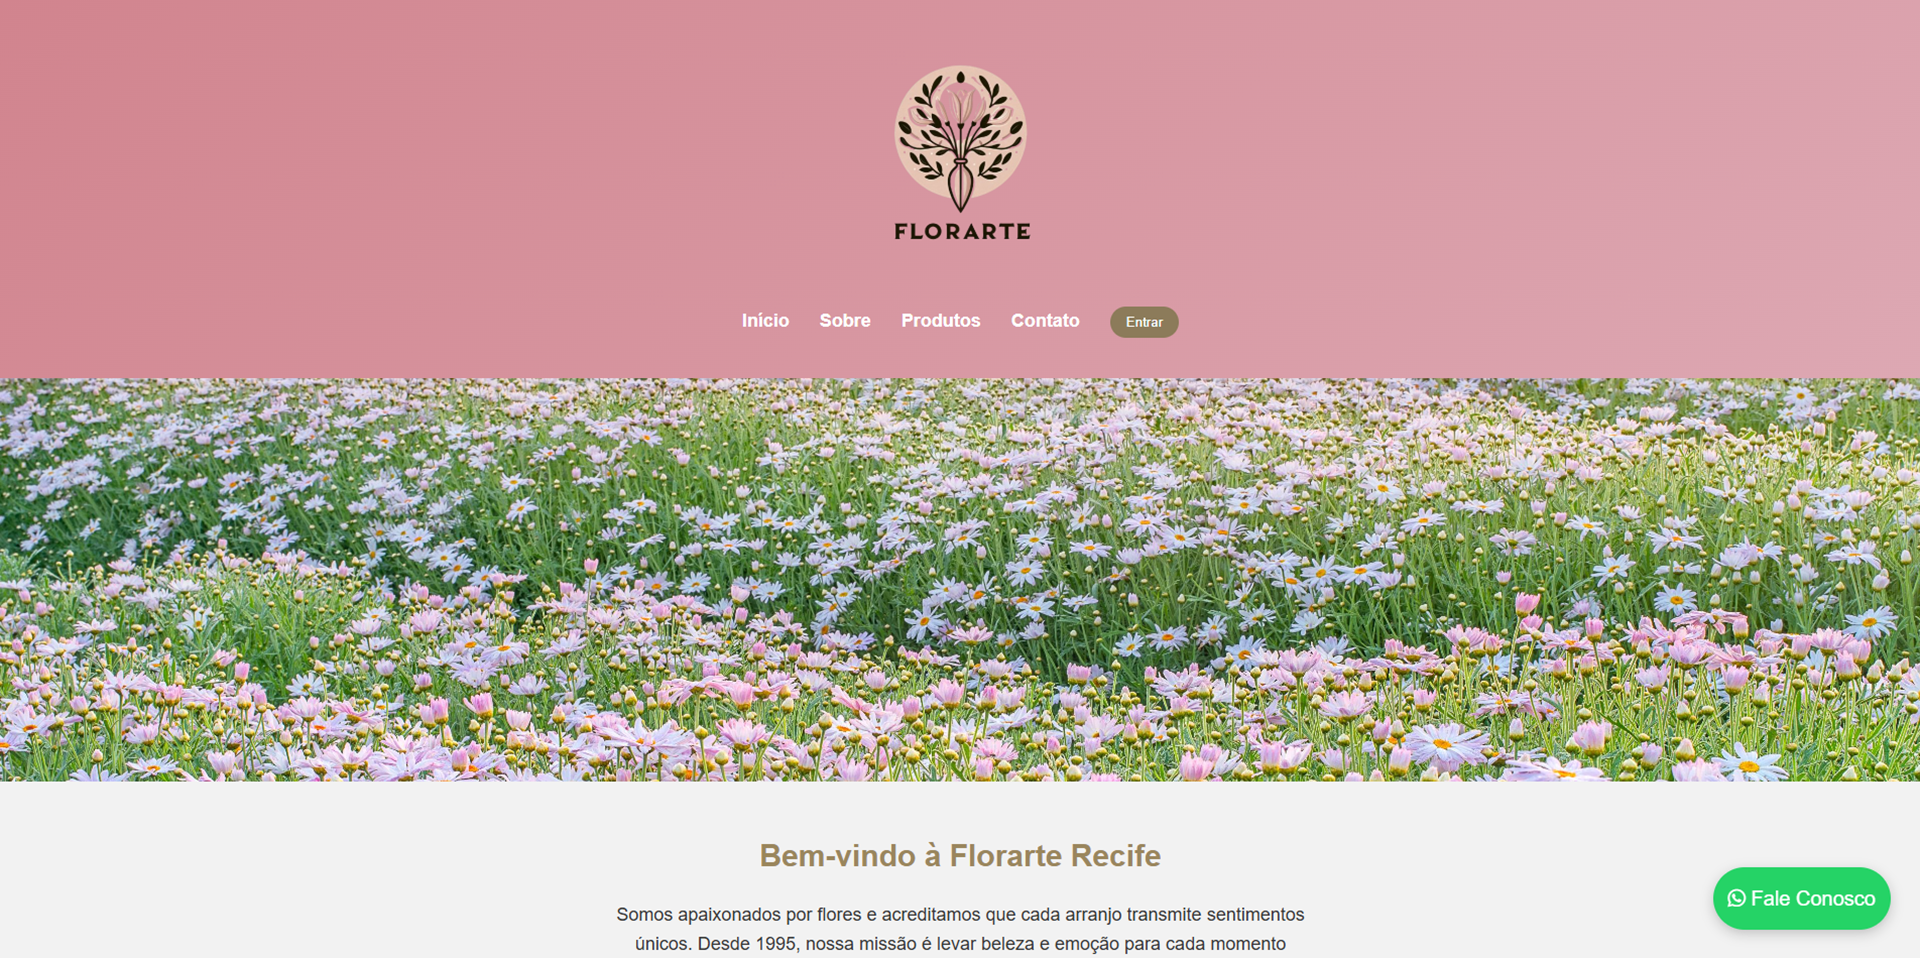 FLORARTE
Início Sobre Produtos Contato Entrar
Bem-vindo à Florarte Recife
Somos apaixonados por flores e acreditamos que cada arranjo transmite sentimentos
únicos. Desde 1995, nossa missão é levar beleza e emoção para cada momento
Fale Conosco